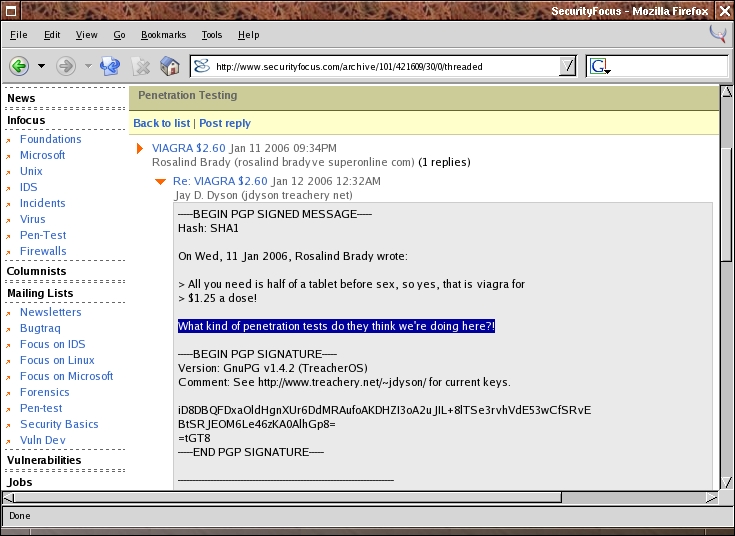 SecurityFocus - Mozilla Firefox
File Edit View Go Bookmarks Tools Help
http://www.securityfocus.com/archive/101/421609/30/0/threaded
G
News
Infocus
Foundations
Microsoft
Unix
IDS
Incidents
Virus
Pen-Test
Firewalls
Columnists
Mailing Lists
Newsletters
Bugtraq
Focus on IDS
Focus on Linux
Focus on Microsoft
Forensics
Pen-test
Security Basics
Vuln Dev
Vulnerabilities
Jobs
Penetration Testing
Back to list | Post reply
VIAGRA $2.60 Jan 11 2006 09:34PM
Rosalind Brady (rosalind bradyve superonline com) (1 replies)
Re: VIAGRA $2.60 Jan 12 2006 12:32AM
Jay D. Dyson (jdyson treachery net)
-----BEGIN PGP SIGNED MESSAGE-----
Hash: SHA1
On Wed, 11 Jan 2006, Rosalind Brady wrote:
> All you need is half of a tablet before sex, so yes, that is viagra for
> $1.25 a dose!
What kind of penetration tests do they think we're doing here?!
-----BEGIN PGP SIGNATURE-----
Version: GnuPG v1.4.2 (TreacherOS)
Comment: See http://www.treachery.net/~jdyson/ for current keys.
iD8DBQFDxaOldHgnXUr6DdMRAufoAKDHZI3oA2uJIL+8lTSe3rvhVdE53wCfSRvE
BtSRJEOM6Le46zKA0AlhGp8=
=tGT8
-----END PGP SIGNATURE-----
------------------------------------------------------------------------
Done